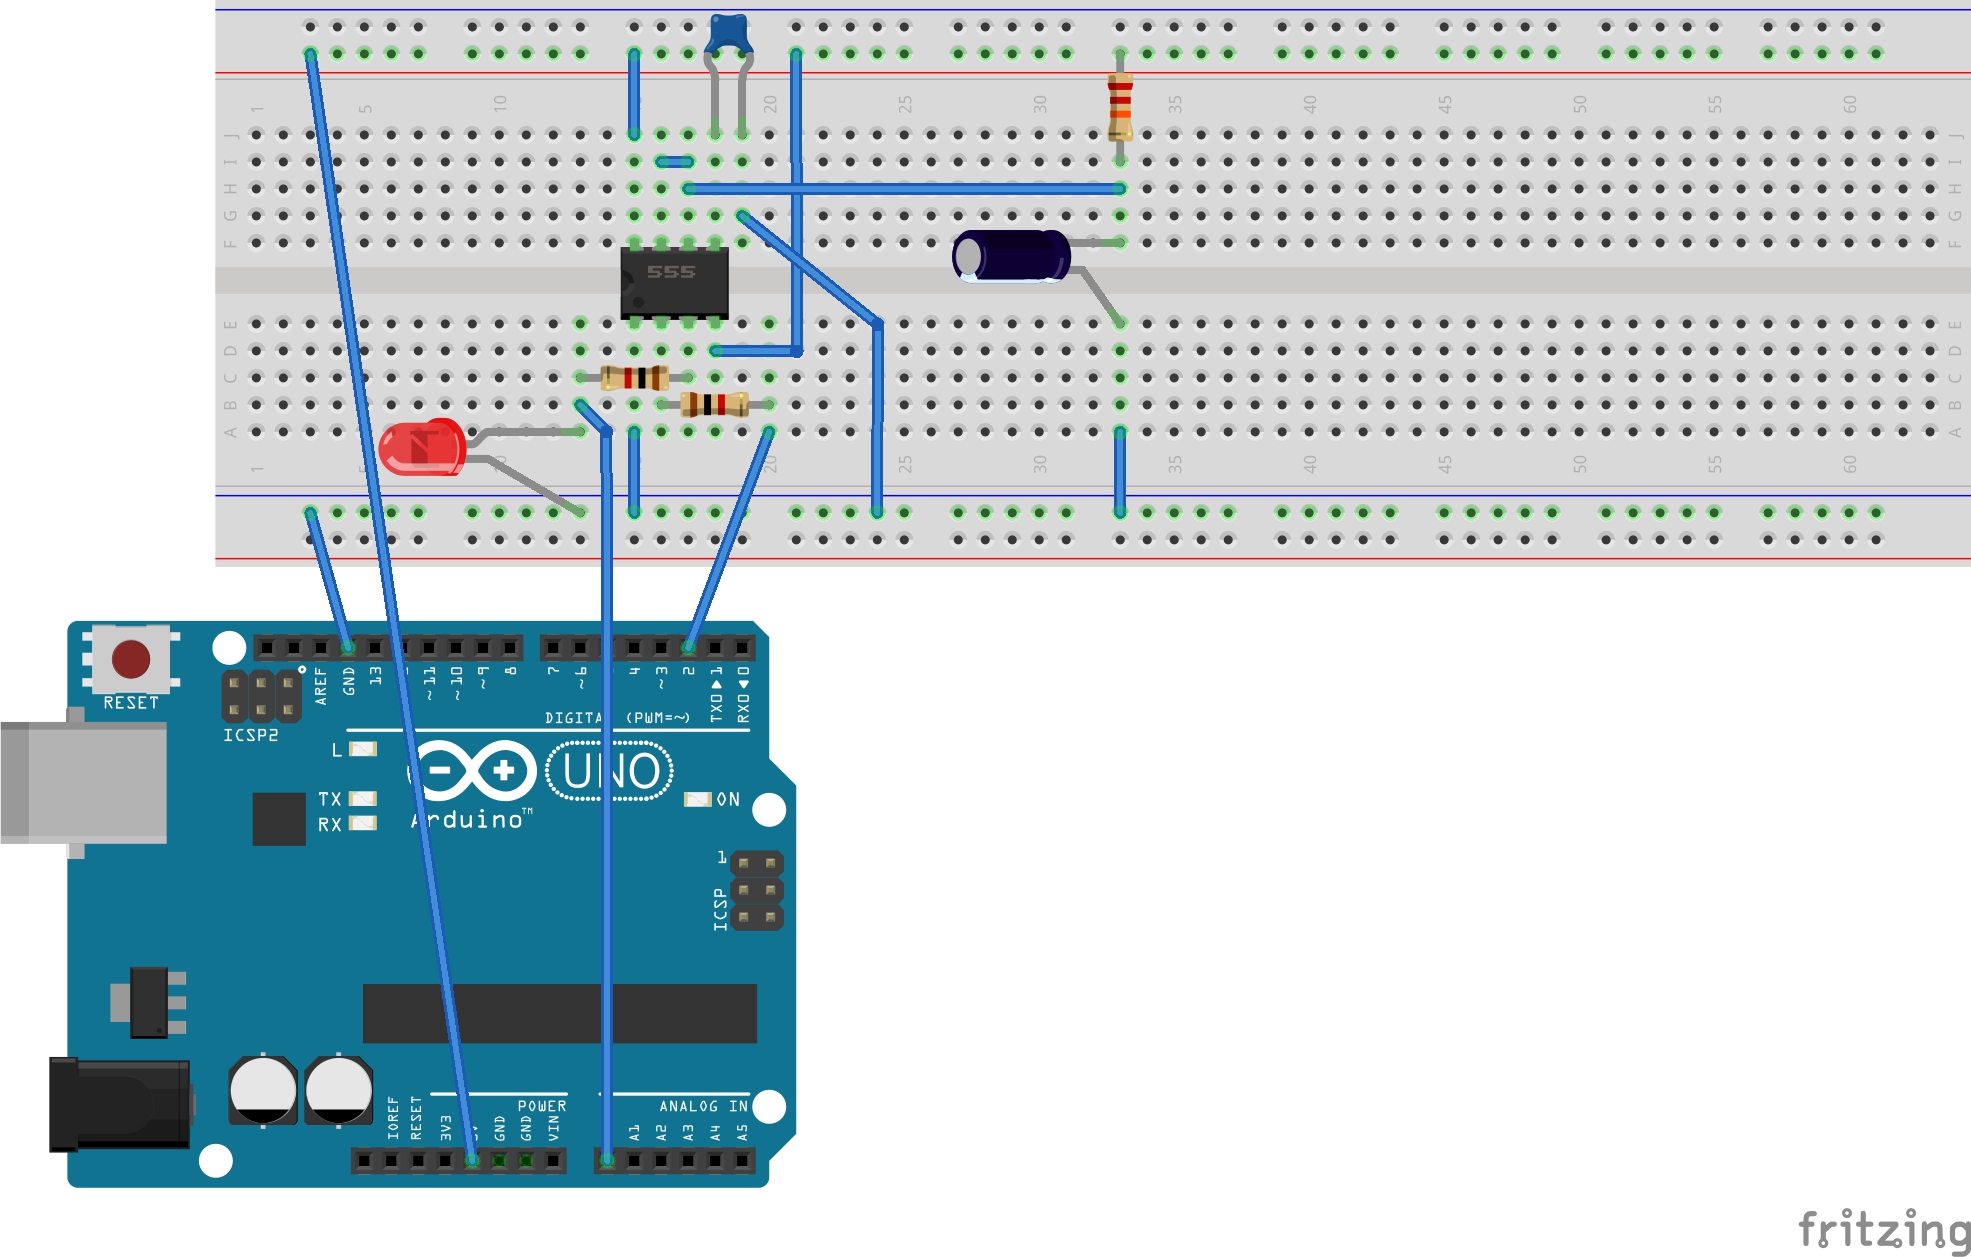 1 5 10 20 25 30 35 40 45 50 55 60
J J
I I
H H
G G
F F
555
E E
D D
C C
B B
A A
1 5 10 20 25 30 35 40 45 50 55 60
RESET
ICSP2
AREF GND 13 ~11 ~10 ~9 8 7 ~6 4 ~3 2 TX0▶1 RX0◀0
DIGITAL (PWM=~)
L
TX
RX
UNO
Arduino™
ON
1
ICSP
IOREF RESET 3V3 GND GND VIN A1 A2 A3 A4 A5
POWER ANALOG IN
fritzing